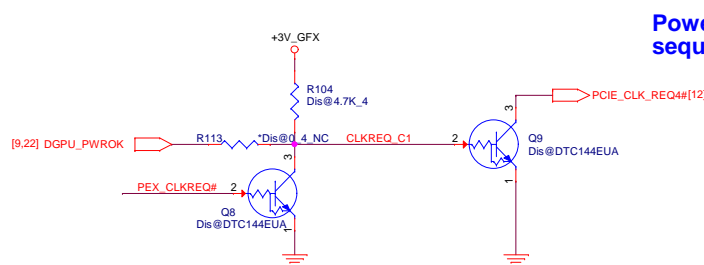 Powe
sequ
+3V_GFX
R104
Dis@4.7K_4
3
PCIE_CLK_REQ4#[12]
[9,22] DGPU_PWROK
R113
*Dis@0_4_NC
CLKREQ_C1
2
Q9
Dis@DTC144EUA
3
PEX_CLKREQ#
2
1
Q8
Dis@DTC144EUA
1